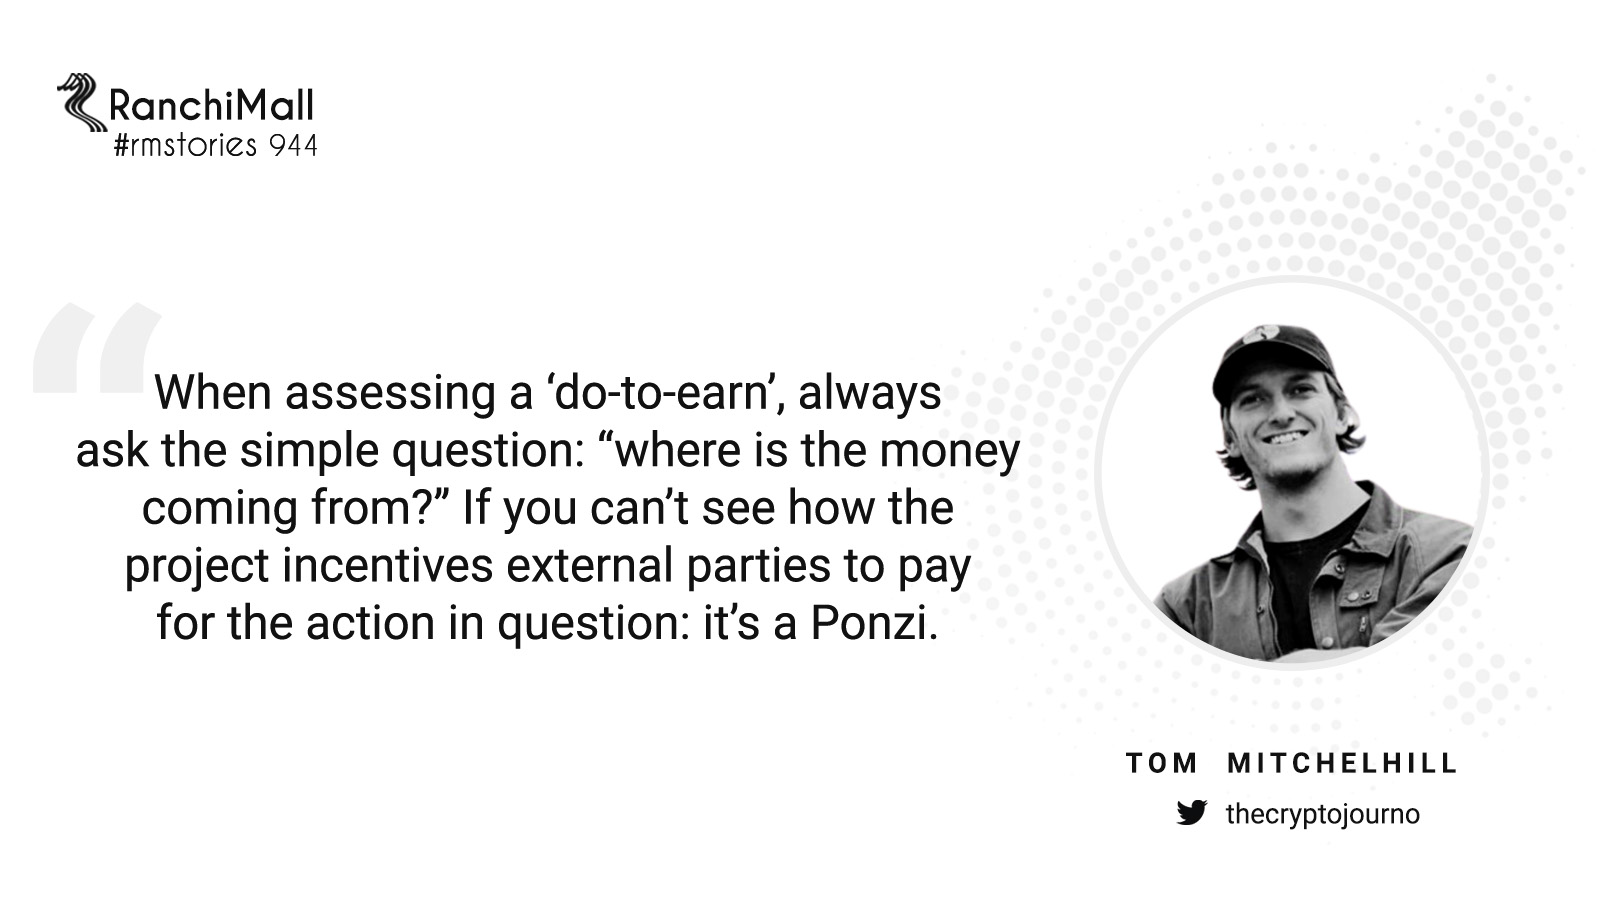 RanchiMall
#rmstories 944
“
When assessing a ‘do-to-earn’, always
ask the simple question: “where is the money
coming from?” If you can’t see how the
project incentives external parties to pay
for the action in question: it’s a Ponzi.
TOM MITCHELHILL
thecryptojourno